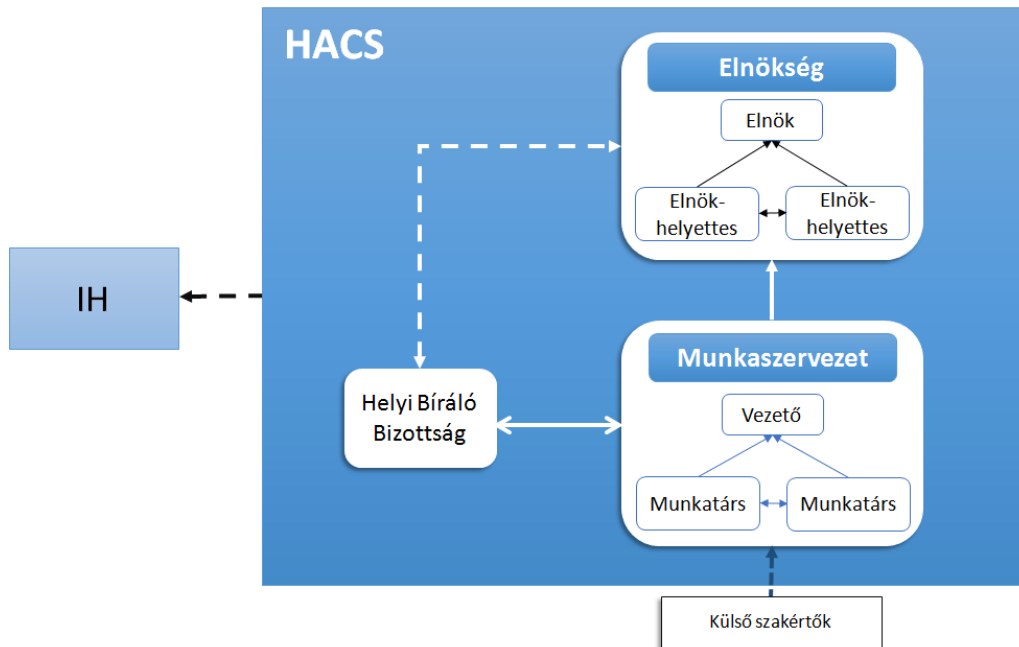 HACS
Elnökség
Elnök
Elnök-
helyettes
Elnök-
helyettes
IH
Munkaszervezet
Helyi Bíráló
Bizottság
Vezető
Munkatárs
Munkatárs
Külső szakértők